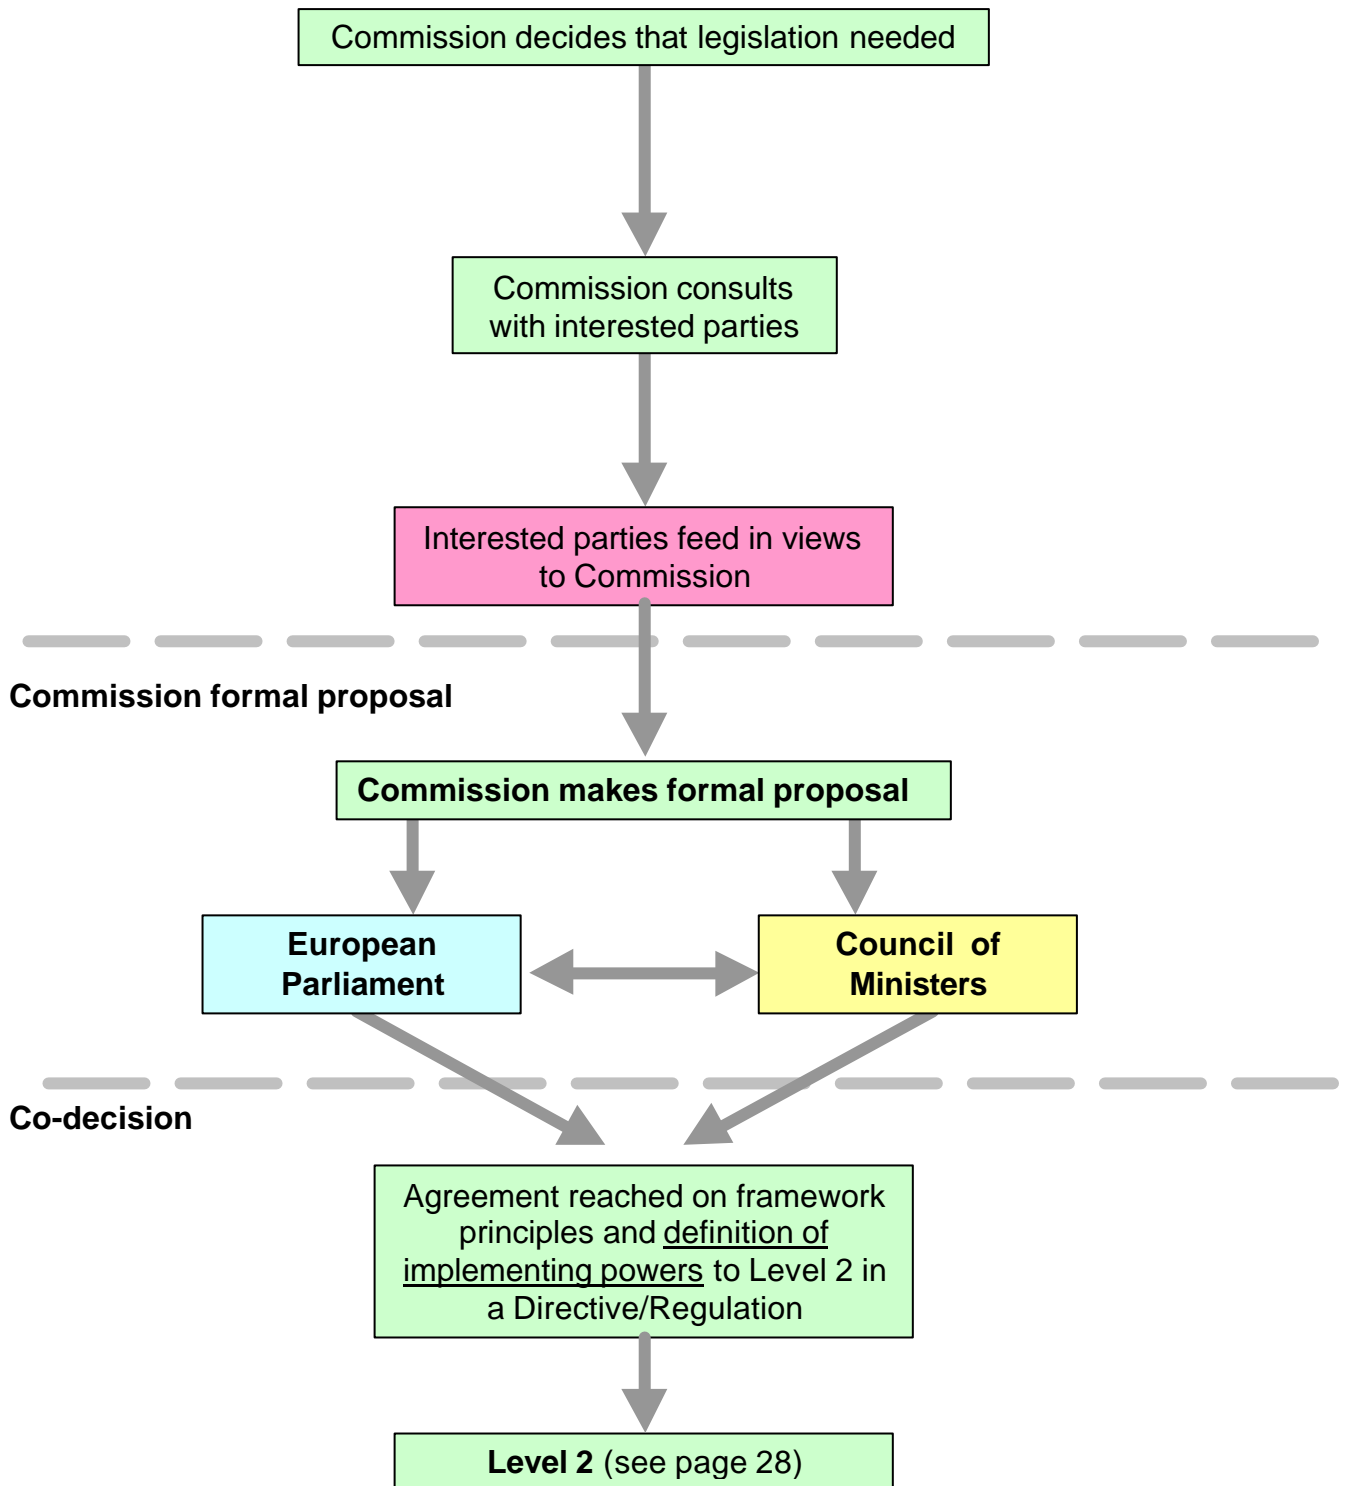 Commission decides that legislation needed
Commission consults
with interested parties
Interested parties feed in views
to Commission
Commission formal proposal
Commission makes formal proposal
European
Parliament
Council of
Ministers
Co-decision
Agreement reached on framework
principles and definition of
implementing powers to Level 2 in
a Directive/Regulation
Level 2 (see page 28)